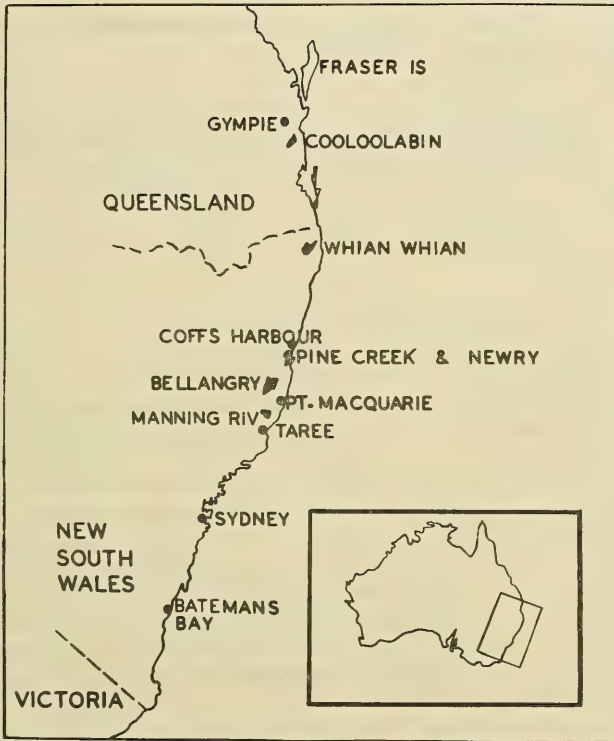 FRASER IS
GYMPIE
COOLOOLABIN
QUEENSLAND
WHIAN WHIAN
COFFS HARBOUR
PINE CREEK & NEWRY
BELLANGRY
PT. MACQUARIE
MANNING RIV
TAREE
SYDNEY
NEW
SOUTH
WALES
BATEMANS
BAY
VICTORIA